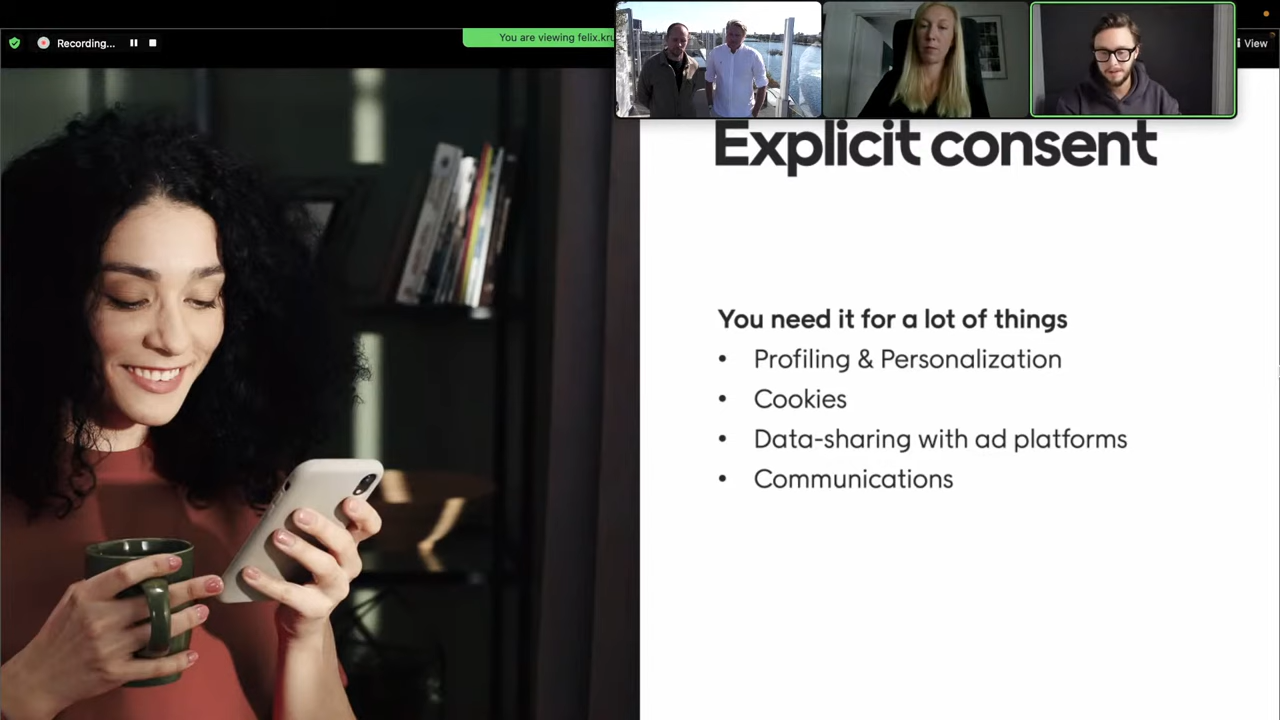 Recording...
You are viewing felix.kru
View
Explicit consent
You need it for a lot of things
• Profiling & Personalization
• Cookies
• Data-sharing with ad platforms
• Communications